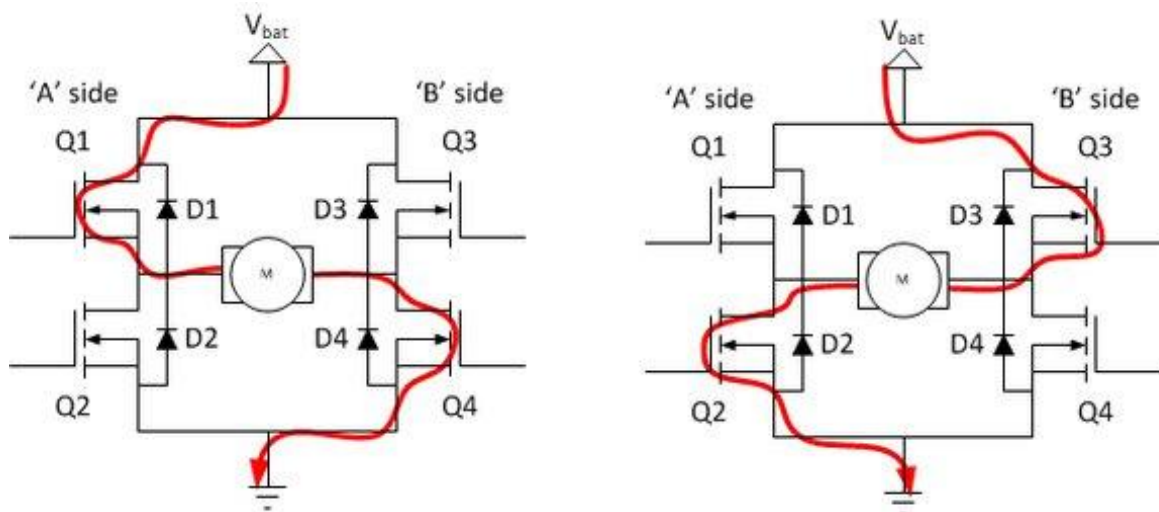 V_bat
'A' side
'B' side
Q1
Q3
D1
D3
M
D2
D4
Q2
Q4
V_bat
'A' side
'B' side
Q1
Q3
D1
D3
M
D2
D4
Q2
Q4